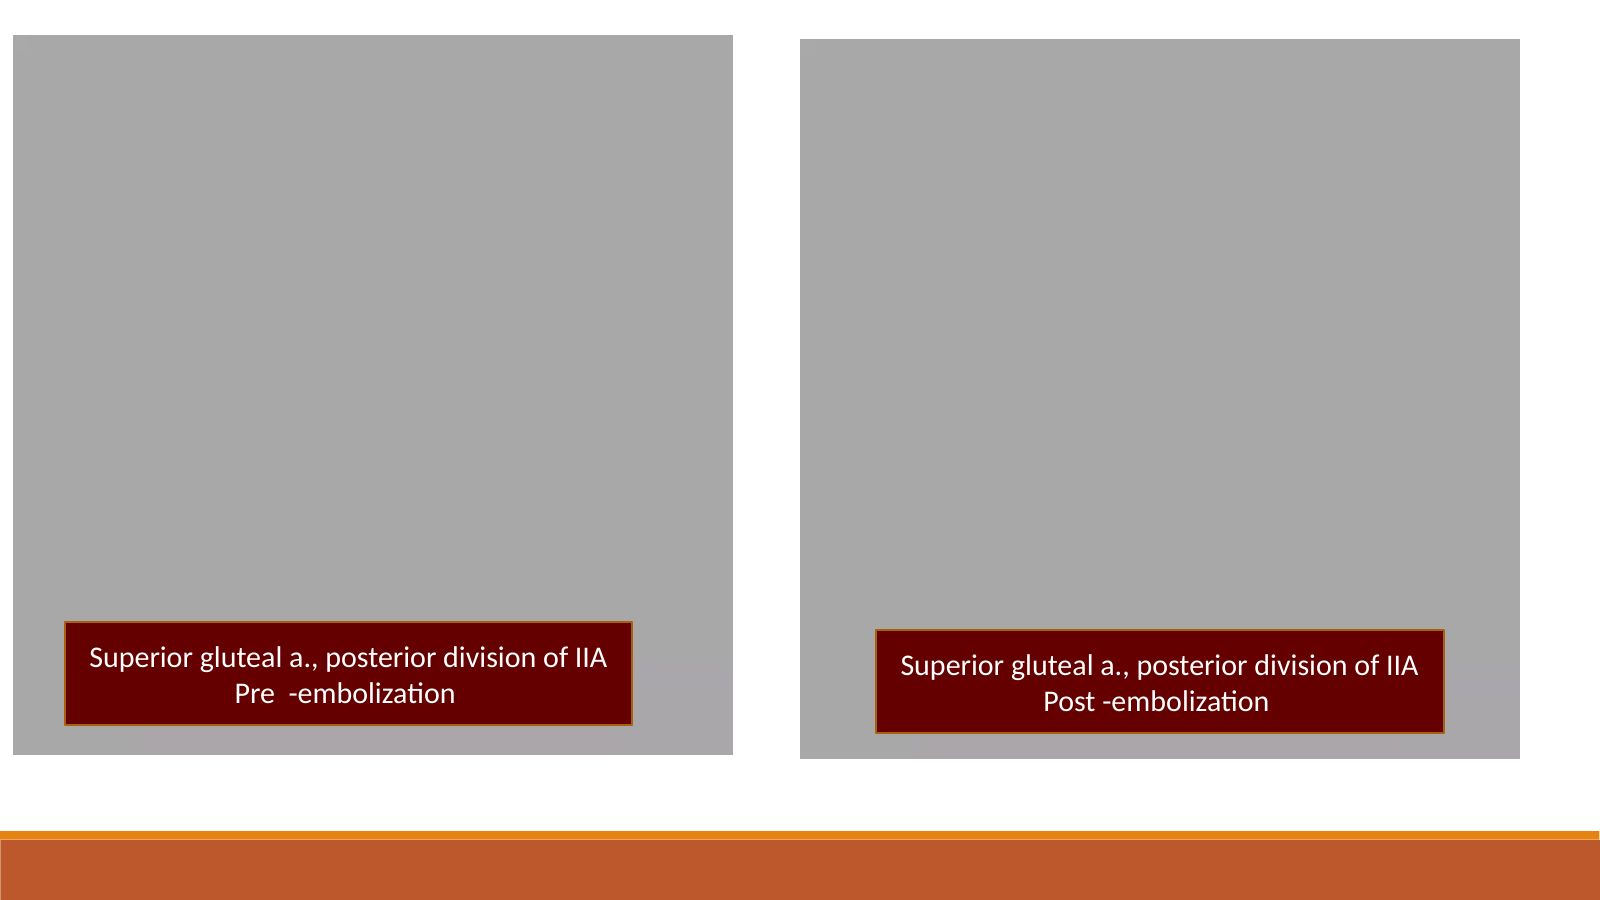 Superior gluteal a., posterior division of IIA
Pre  -embolization
Superior gluteal a., posterior division of IIA
Post -embolization